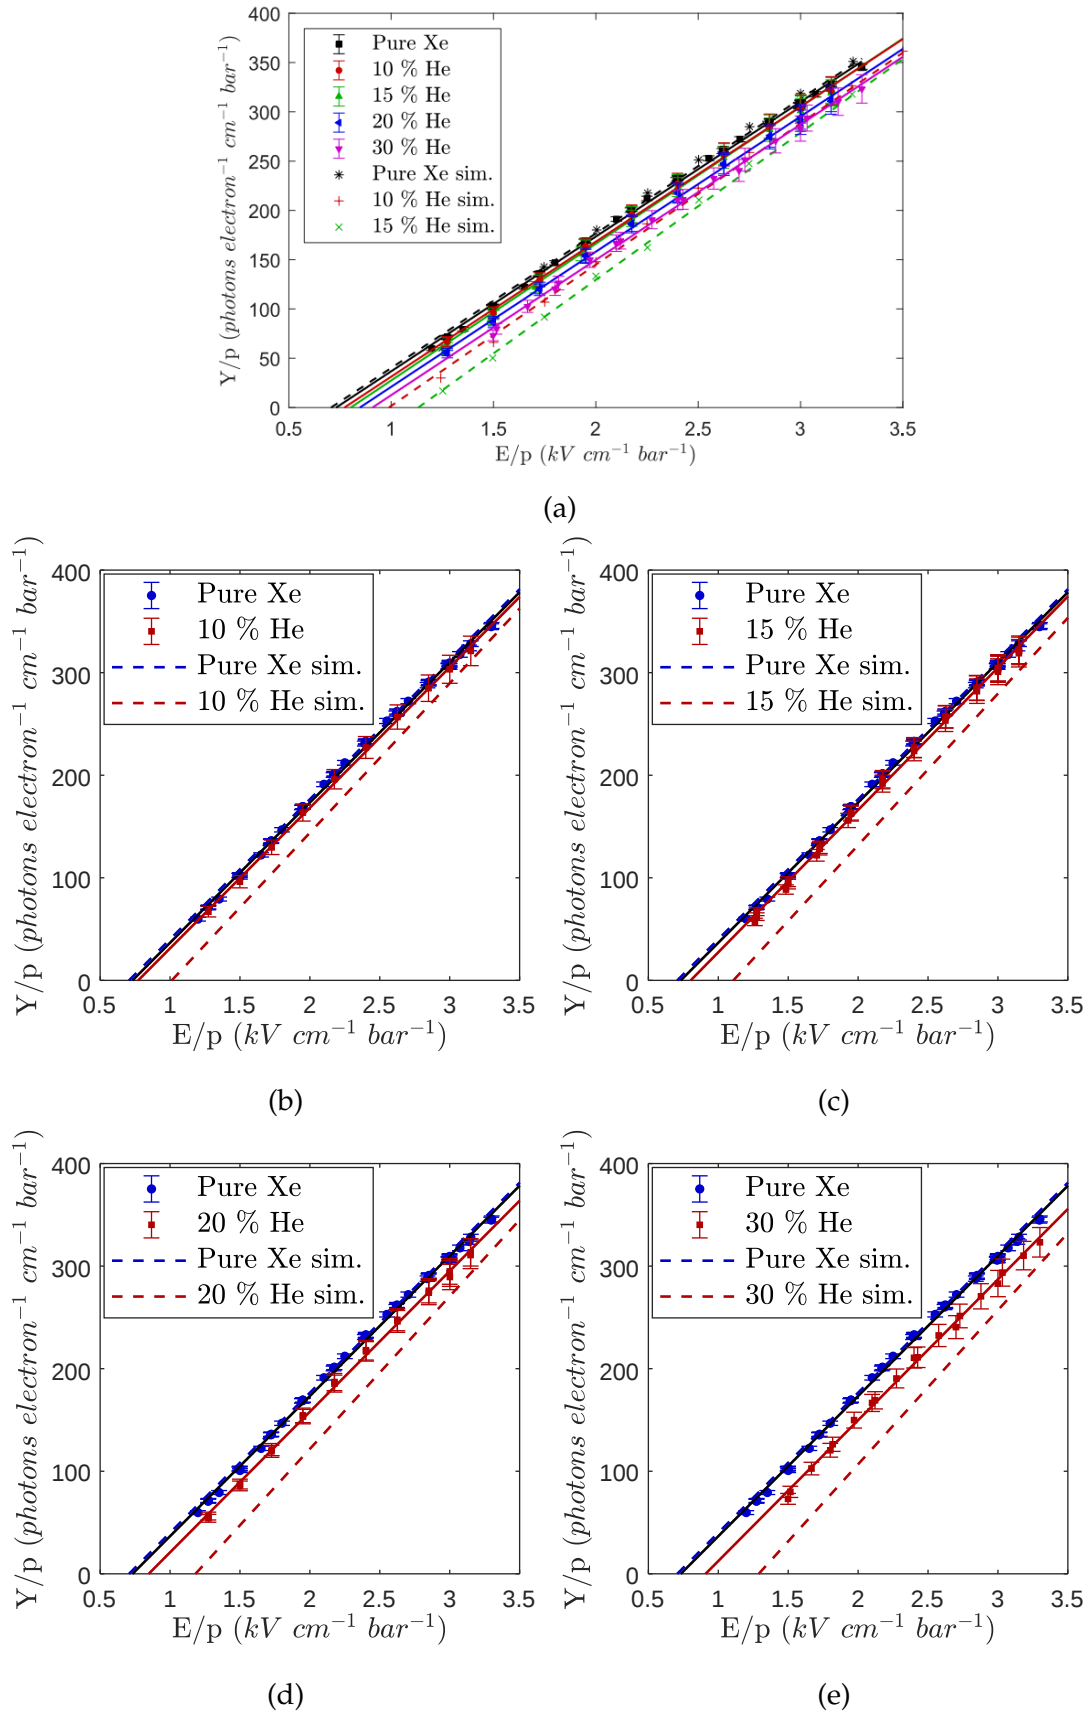 400
350
300
250
200
150
100
50
0
Y/p (photons electron⁻¹ cm⁻¹ bar⁻¹)
Pure Xe
10 % He
15 % He
20 % He
30 % He
Pure Xe sim.
10 % He sim.
15 % He sim.
0.5 1 1.5 2 2.5 3 3.5
E/p (kV cm⁻¹ bar⁻¹)
(a)
400
300
200
100
0
Y/p (photons electron⁻¹ cm⁻¹ bar⁻¹)
Pure Xe
10 % He
Pure Xe sim.
10 % He sim.
0.5 1 1.5 2 2.5 3 3.5
E/p (kV cm⁻¹ bar⁻¹)
(b)
400
300
200
100
0
Y/p (photons electron⁻¹ cm⁻¹ bar⁻¹)
Pure Xe
15 % He
Pure Xe sim.
15 % He sim.
0.5 1 1.5 2 2.5 3 3.5
E/p (kV cm⁻¹ bar⁻¹)
(c)
400
300
200
100
0
Y/p (photons electron⁻¹ cm⁻¹ bar⁻¹)
Pure Xe
20 % He
Pure Xe sim.
20 % He sim.
0.5 1 1.5 2 2.5 3 3.5
E/p (kV cm⁻¹ bar⁻¹)
(d)
400
300
200
100
0
Y/p (photons electron⁻¹ cm⁻¹ bar⁻¹)
Pure Xe
30 % He
Pure Xe sim.
30 % He sim.
0.5 1 1.5 2 2.5 3 3.5
E/p (kV cm⁻¹ bar⁻¹)
(e)